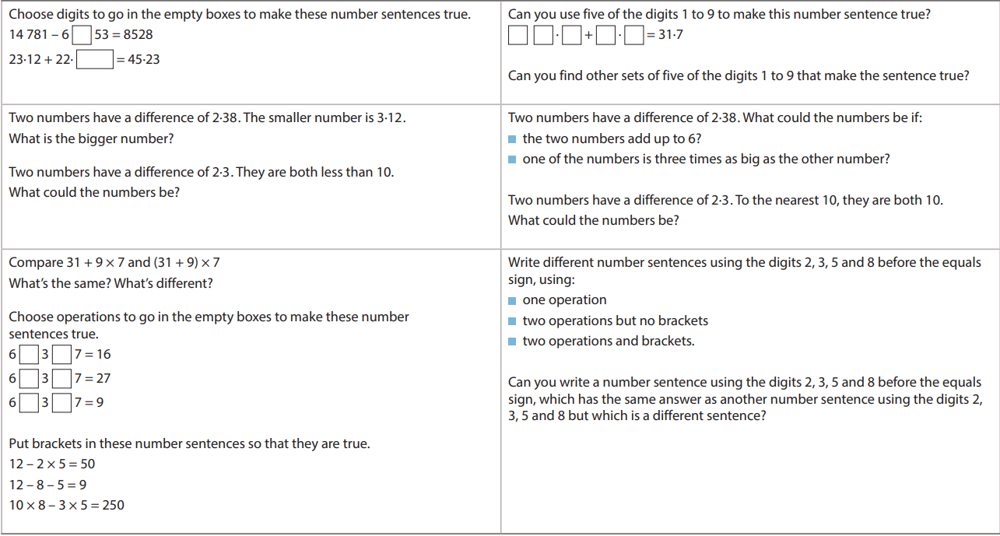 Choose digits to go in the empty boxes to make these number sentences true.
14 781 – 6□ 53 = 8528
23·12 + 22·□ = 45·23
Can you use five of the digits 1 to 9 to make this number sentence true?
□ □·□ + □·□ = 31·7
Can you find other sets of five of the digits 1 to 9 that make the sentence true?
Two numbers have a difference of 2·38. The smaller number is 3·12.
What is the bigger number?
Two numbers have a difference of 2·3. They are both less than 10.
What could the numbers be?
Two numbers have a difference of 2·38. What could the numbers be if:
■ the two numbers add up to 6?
■ one of the numbers is three times as big as the other number?
Two numbers have a difference of 2·3. To the nearest 10, they are both 10.
What could the numbers be?
Compare 31 + 9 × 7 and (31 + 9) × 7
What's the same? What's different?
Choose operations to go in the empty boxes to make these number
sentences true.
6 □ 3 □ 7 = 16
6 □ 3 □ 7 = 27
6 □ 3 □ 7 = 9
Put brackets in these number sentences so that they are true.
12 – 2 × 5 = 50
12 – 8 – 5 = 9
10 × 8 – 3 × 5 = 250
Write different number sentences using the digits 2, 3, 5 and 8 before the equals
sign, using:
■ one operation
■ two operations but no brackets
■ two operations and brackets.
Can you write a number sentence using the digits 2, 3, 5 and 8 before the equals
sign, which has the same answer as another number sentence using the digits 2,
3, 5 and 8 but which is a different sentence?